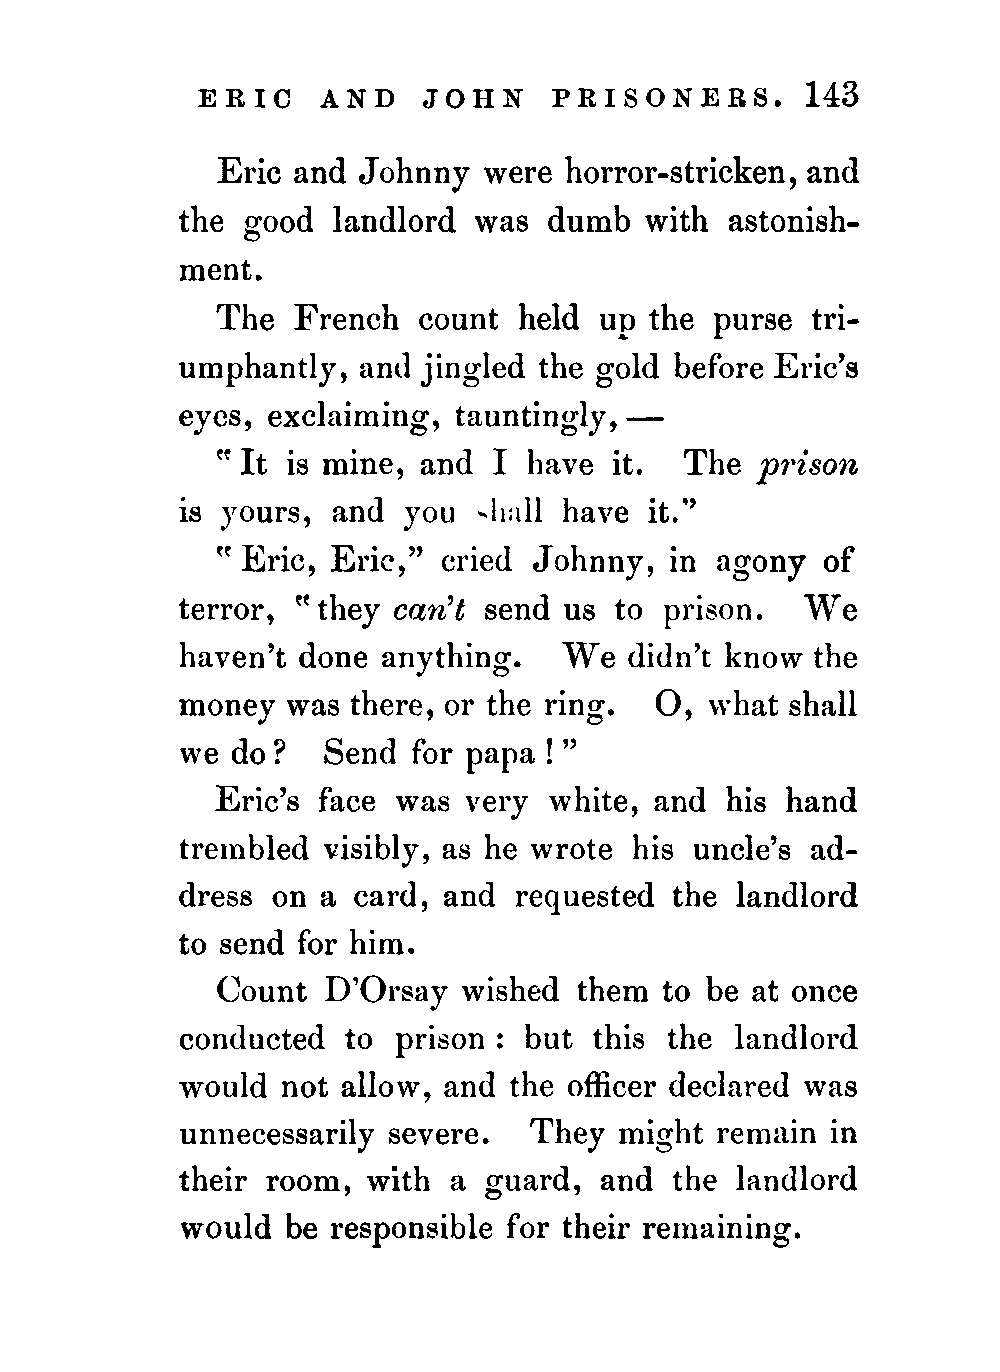 ERIC AND JOHN PRISONERS. 143
Eric and Johnny were horror-stricken, and
the good landlord was dumb with astonish-
ment.
The French count held up the purse tri-
umphantly, and jingled the gold before Eric's
eyes, exclaiming, tauntingly, —
"It is mine, and I have it. The prison
is yours, and you shall have it."
"Eric, Eric," cried Johnny, in agony of
terror, "they can't send us to prison. We
haven't done anything. We didn't know the
money was there, or the ring. O, what shall
we do? Send for papa!"
Eric's face was very white, and his hand
trembled visibly, as he wrote his uncle's ad-
dress on a card, and requested the landlord
to send for him.
Count D'Orsay wished them to be at once
conducted to prison: but this the landlord
would not allow, and the officer declared was
unnecessarily severe. They might remain in
their room, with a guard, and the landlord
would be responsible for their remaining.